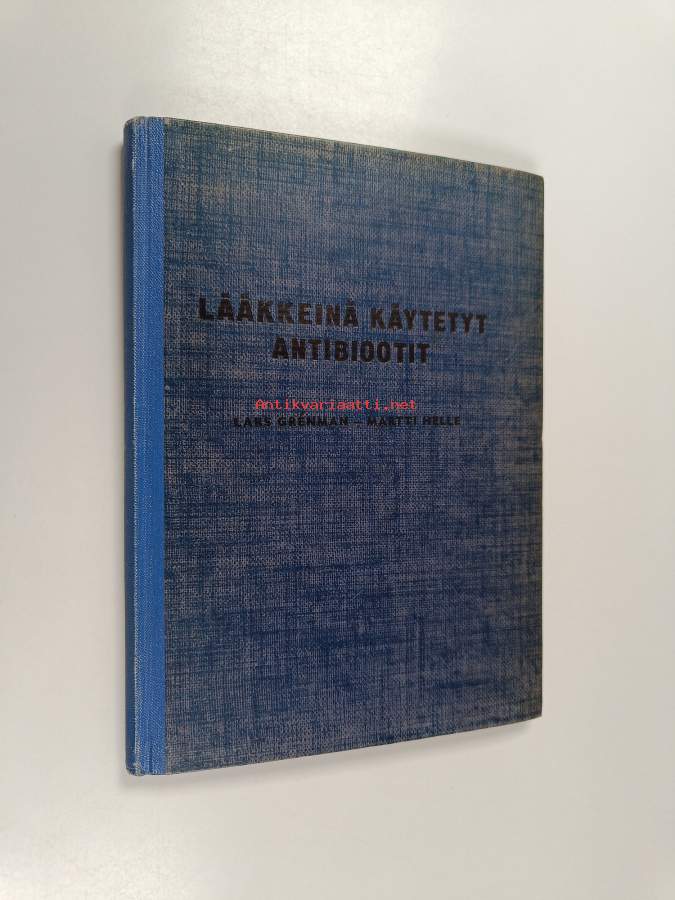 LÄÄKKEINÄ KÄYTETYT
ANTIBIOOTIT
Antikvariaatti.net
LARS GRENMAN — MARTTI HELLE